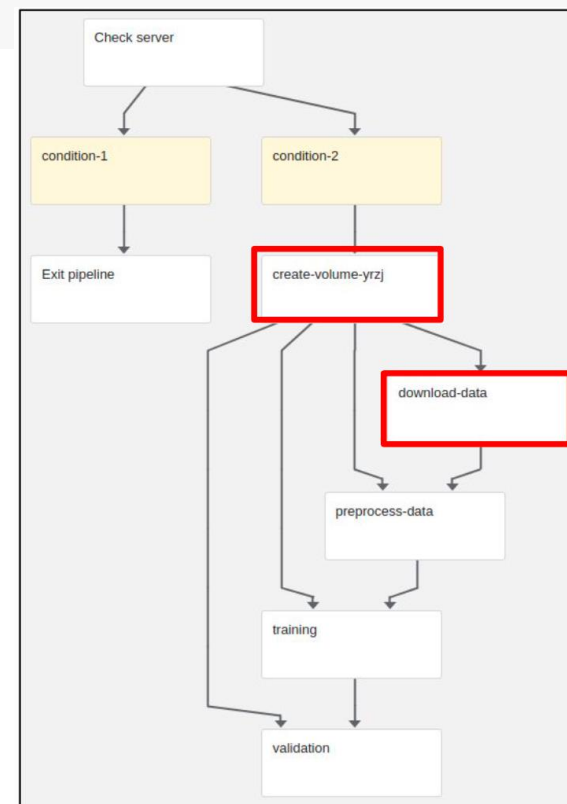 Check server
condition-1
condition-2
Exit pipeline
create-volume-yrzj
download-data
preprocess-data
training
validation